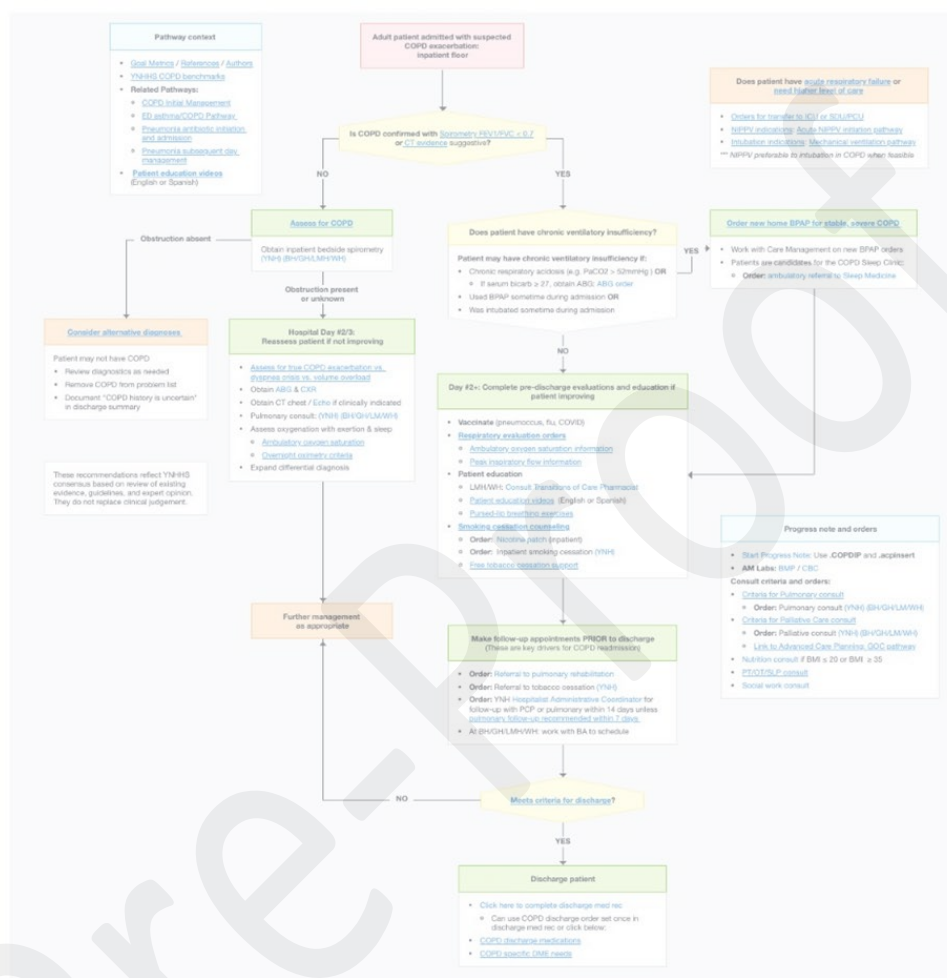 Pathway context
• Goal Metrics / References / Authors
• YNHHS COPD benchmarks
• Related Pathways:
o COPD Initial Management
o ED asthma/COPD Pathway
o Pneumonia antibiotic initiation
and admission
o Pneumonia subsequent day
management
• Patient education videos
(English or Spanish)
Adult patient admitted with suspected
COPD exacerbation:
inpatient floor
Does patient have acute respiratory failure or
need higher level of care
• Orders for transfer to ICU or SDU/PCU
• NIPPV indications: Acute NIPPV initiation pathway
• Intubation indications: Mechanical ventilation pathway
*** NIPPV preferable to intubation in COPD when feasible
Is COPD confirmed with Spirometry FEV1/FVC < 0.7
or CT evidence suggestive?
NO
YES
Assess for COPD
Obtain inpatient bedside spirometry
(YNH) (BH/GH/LMH/WH)
Obstruction absent
Obstruction present
or unknown
Does patient have chronic ventilatory insufficiency?
Patient may have chronic ventilatory insufficiency if:
• Chronic respiratory acidosis (e.g. PaCO2 > 52mmHg ) OR
o If serum bicarb ≥ 27, obtain ABG: ABG order
• Used BPAP sometime during admission OR
• Was intubated sometime during admission
YES
Order new home BPAP for stable, severe COPD
• Work with Care Management on new BPAP orders
• Patients are candidates for the COPD Sleep Clinic:
o Order: ambulatory referral to Sleep Medicine
NO
Consider alternative diagnoses
Patient may not have COPD
• Review diagnostics as needed
• Remove COPD from problem list
• Document "COPD history is uncertain"
in discharge summary
Hospital Day #2/3:
Reassess patient if not improving
• Assess for true COPD exacerbation vs.
dyspnea crisis vs. volume overload
• Obtain ABG & CXR
• Obtain CT chest / Echo if clinically indicated
• Pulmonary consult: (YNH) (BH/GH/LM/WH)
• Assess oxygenation with exertion & sleep
o Ambulatory oxygen saturation
o Overnight oximetry criteria
• Expand differential diagnosis
Day #2+: Complete pre-discharge evaluations and education if
patient improving
• Vaccinate (pneumococcus, flu, COVID)
• Respiratory evaluation orders
o Ambulatory oxygen saturation information
o Peak inspiratory flow information
• Patient education
o LMH/WH: Consult Transitions of Care Pharmacist
o Patient education videos (English or Spanish)
o Pursed-lip breathing exercises
• Smoking cessation counseling
o Order: Nicotine patch (inpatient)
o Order: Inpatient smoking cessation (YNH)
o Free tobacco cessation support
These recommendations reflect YNHHS
consensus based on review of existing
evidence, guidelines, and expert opinion.
They do not replace clinical judgement.
Progress note and orders
• Start Progress Note: Use .COPDIP and .acpinsert
• AM Labs: BMP / CBC
Consult criteria and orders:
• Criteria for Pulmonary consult
o Order: Pulmonary consult (YNH) (BH/GH/LM/WH)
• Criteria for Palliative Care consult
o Order: Palliative consult (YNH) (BH/GH/LM/WH)
o Link to Advanced Care Planning, GOC pathway
• Nutrition consult if BMI ≤ 20 or BMI ≥ 35
• PT/OT/SLP consult
• Social work consult
Further management
as appropriate
Make follow-up appointments PRIOR to discharge
(These are key drivers for COPD readmission)
• Order: Referral to pulmonary rehabilitation
• Order: Referral to tobacco cessation (YNH)
• Order: YNH Hospitalist Administrative Coordinator for
follow-up with PCP or pulmonary within 14 days unless
pulmonary follow-up recommended within 7 days
• At BH/GH/LMH/WH: work with BA to schedule
NO
Meets criteria for discharge?
YES
Discharge patient
• Click here to complete discharge med rec
o Can use COPD discharge order set once in
discharge med rec or click below:
• COPD discharge medications
• COPD specific DME needs
Pre-Proof